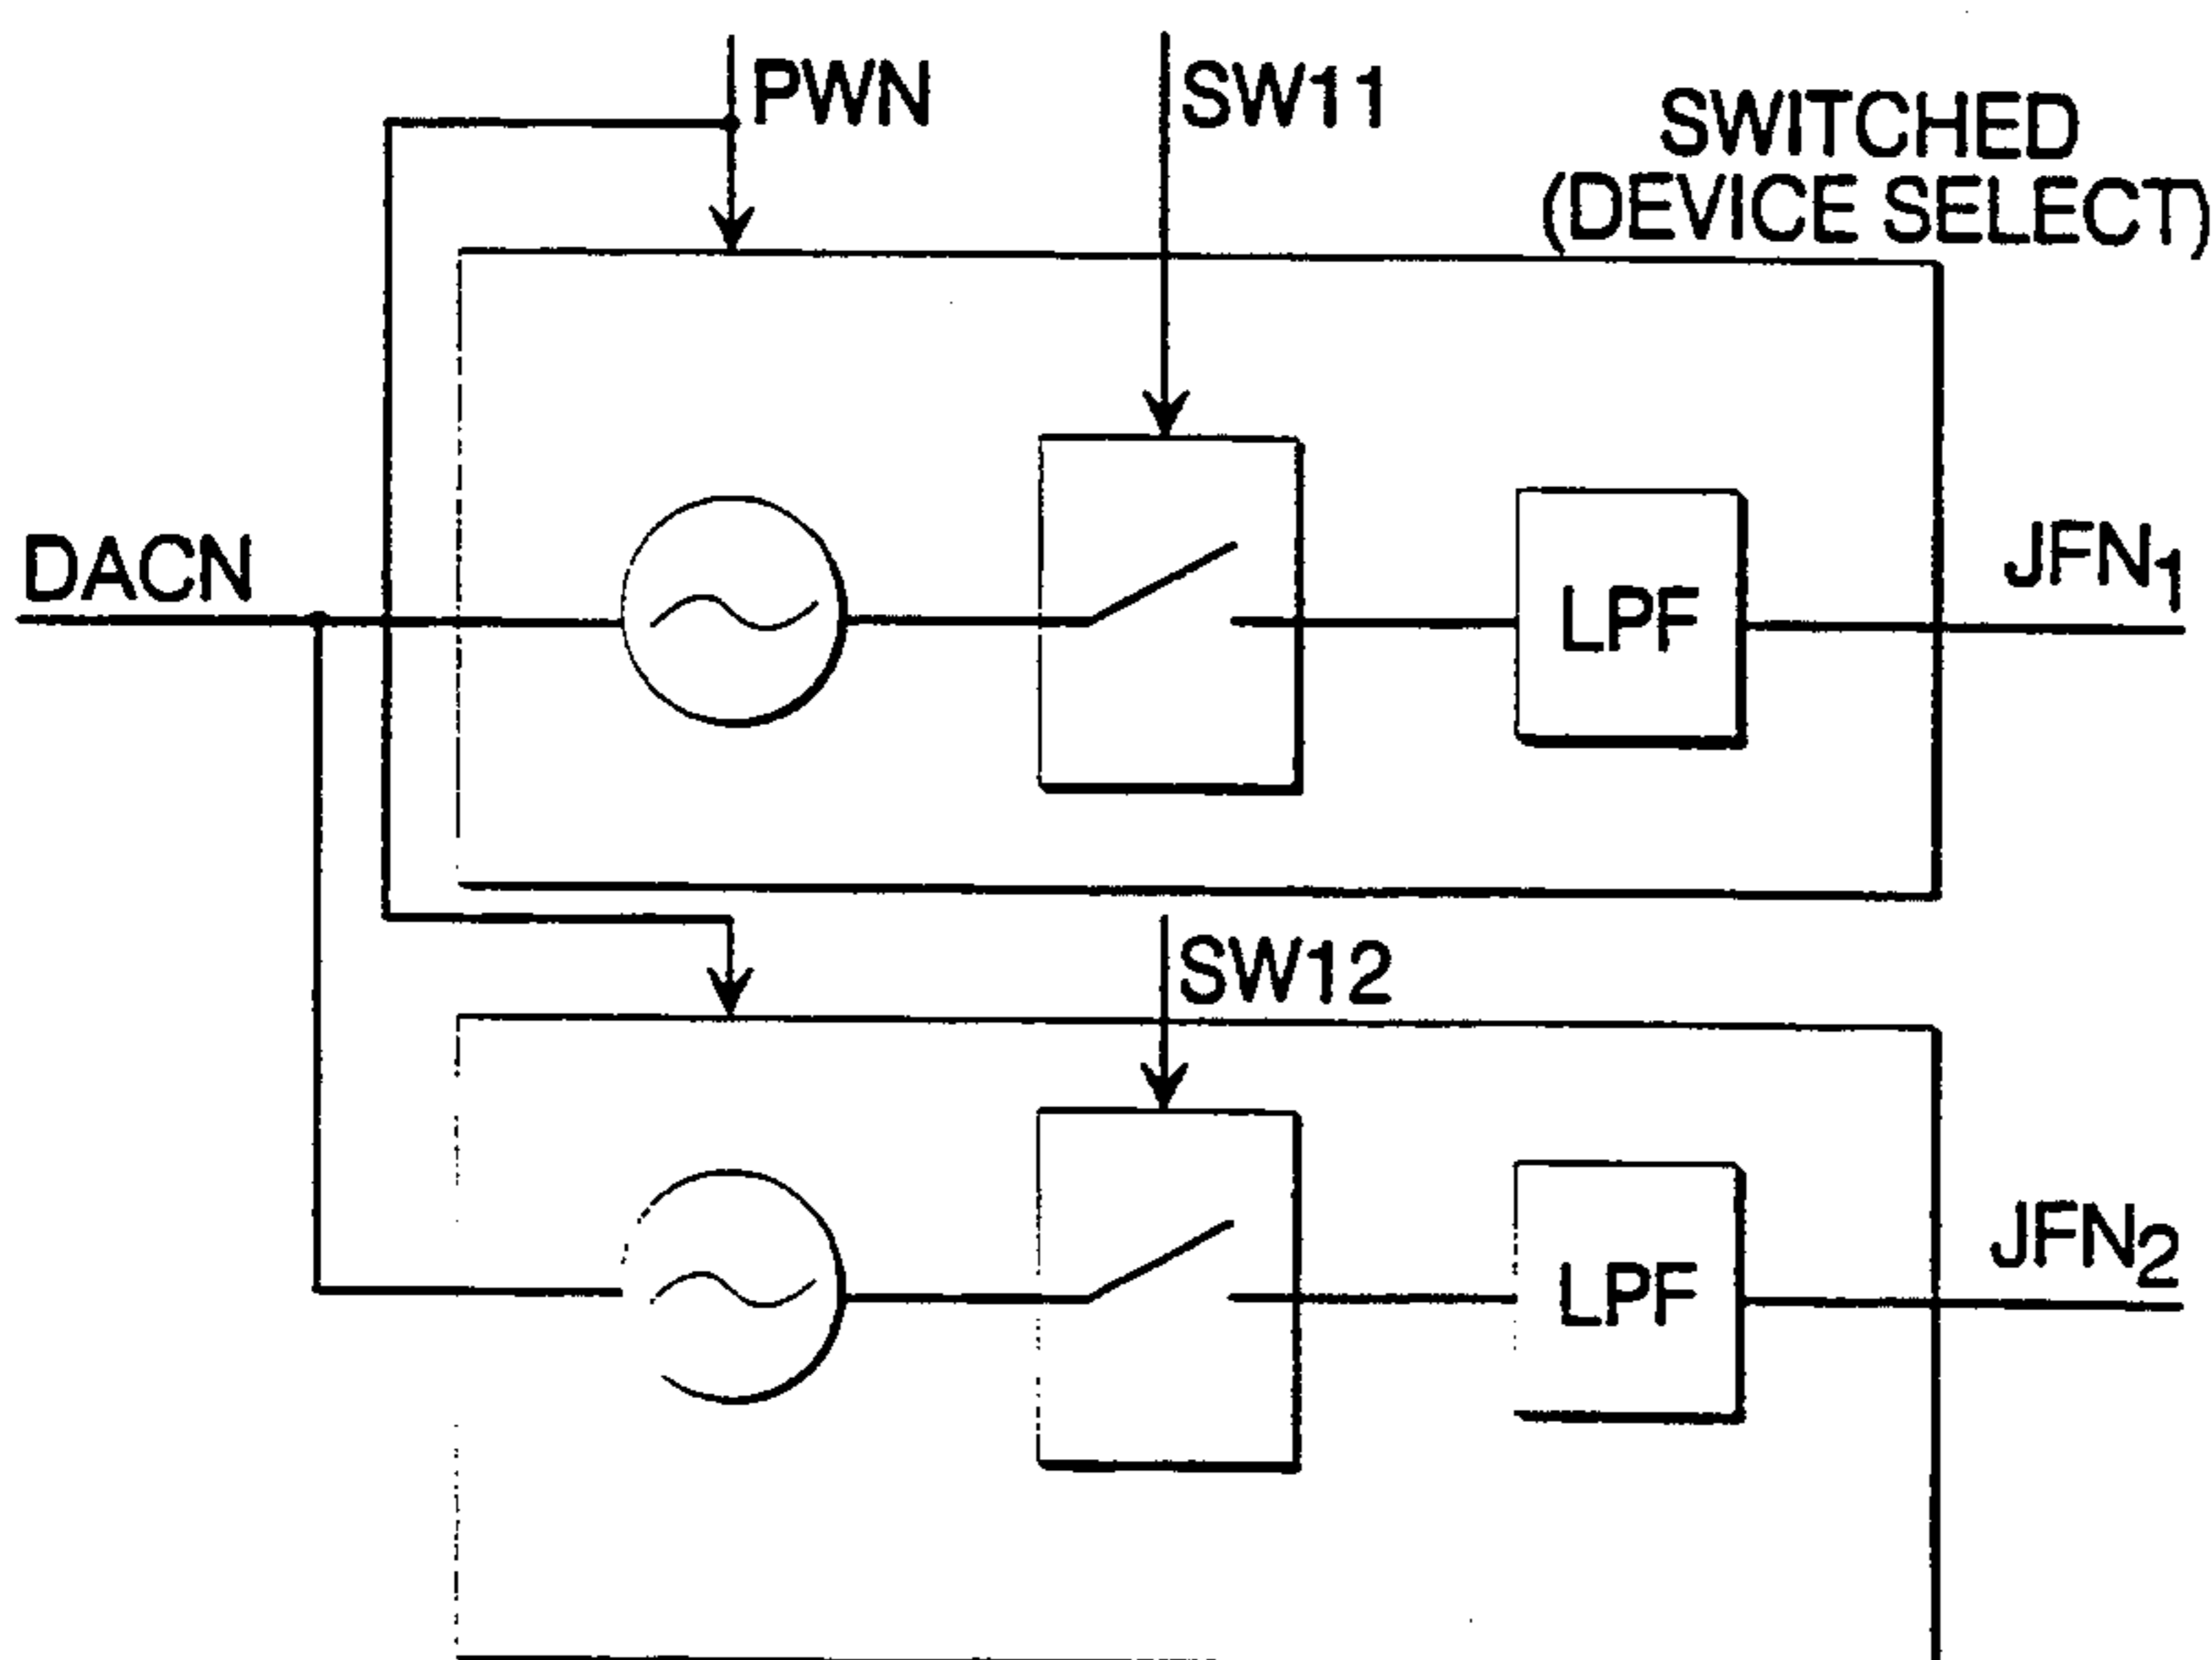 PWN
SW11
SWITCHED
(DEVICE SELECT)
DACN
LPF
JFN1
SW12
LPF
JFN2